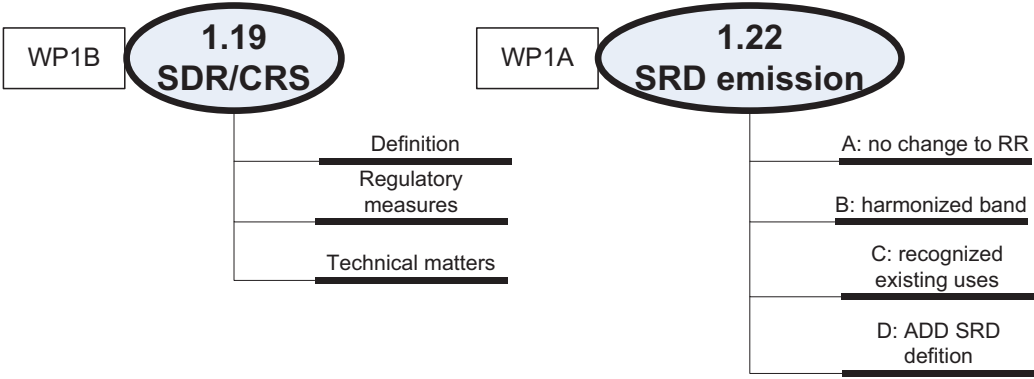 WP1B
1.19
SDR/CRS
Definition
Regulatory
measures
Technical matters
WP1A
1.22
SRD emission
A: no change to RR
B: harmonized band
C: recognized
existing uses
D: ADD SRD
defition